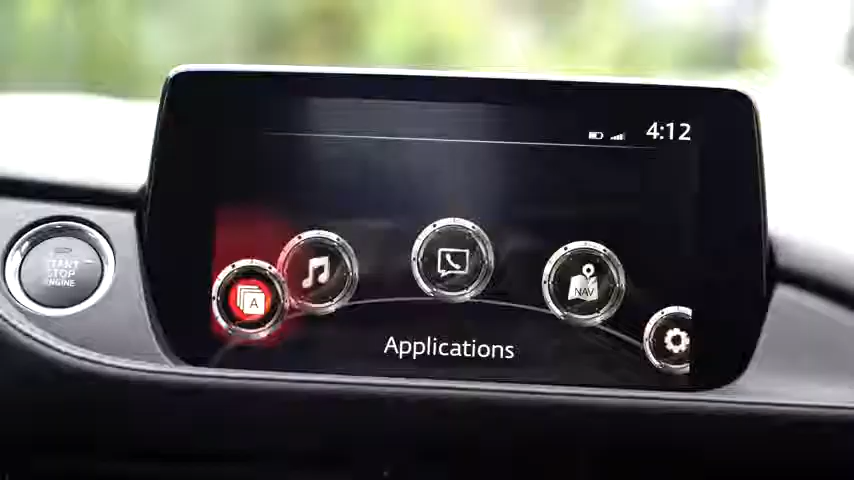 4:12
START
STOP
ENGINE
A
NAV
Applications